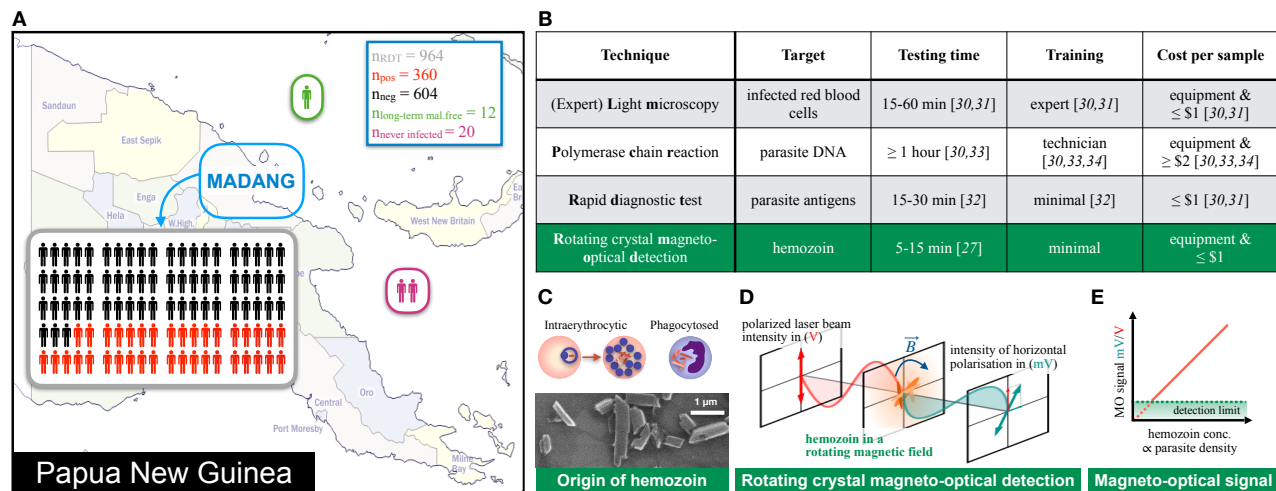 A
n_RDT = 964
n_pos = 360
n_neg = 604
n_long-term mal.free = 12
n_never infected = 20
Sandaun
East Sepik
MADANG
Enga
Hela
W.High.
West New Britain
Oro
Central
Port Moresby
Milne
Bay
Papua New Guinea
B
Technique Target Testing time Training Cost per sample
(Expert) Light microscopy infected red blood cells 15-60 min [30,31] expert [30,31] equipment & ≤ $1 [30,31]
Polymerase chain reaction parasite DNA ≥ 1 hour [30,33] technician [30,33,34] equipment & ≥ $2 [30,33,34]
Rapid diagnostic test parasite antigens 15-30 min [32] minimal [32] ≤ $1 [30,31]
Rotating crystal magneto-optical detection hemozoin 5-15 min [27] minimal equipment & ≤ $1
C
Intraerythrocytic Phagocytosed
1 µm
Origin of hemozoin
D
polarized laser beam
intensity in (V)
B
intensity of horizontal
polarisation in (mV)
hemozoin in a
rotating magnetic field
Rotating crystal magneto-optical detection
E
MO signal mV/V
detection limit
hemozoin conc.
∝ parasite density
Magneto-optical signal